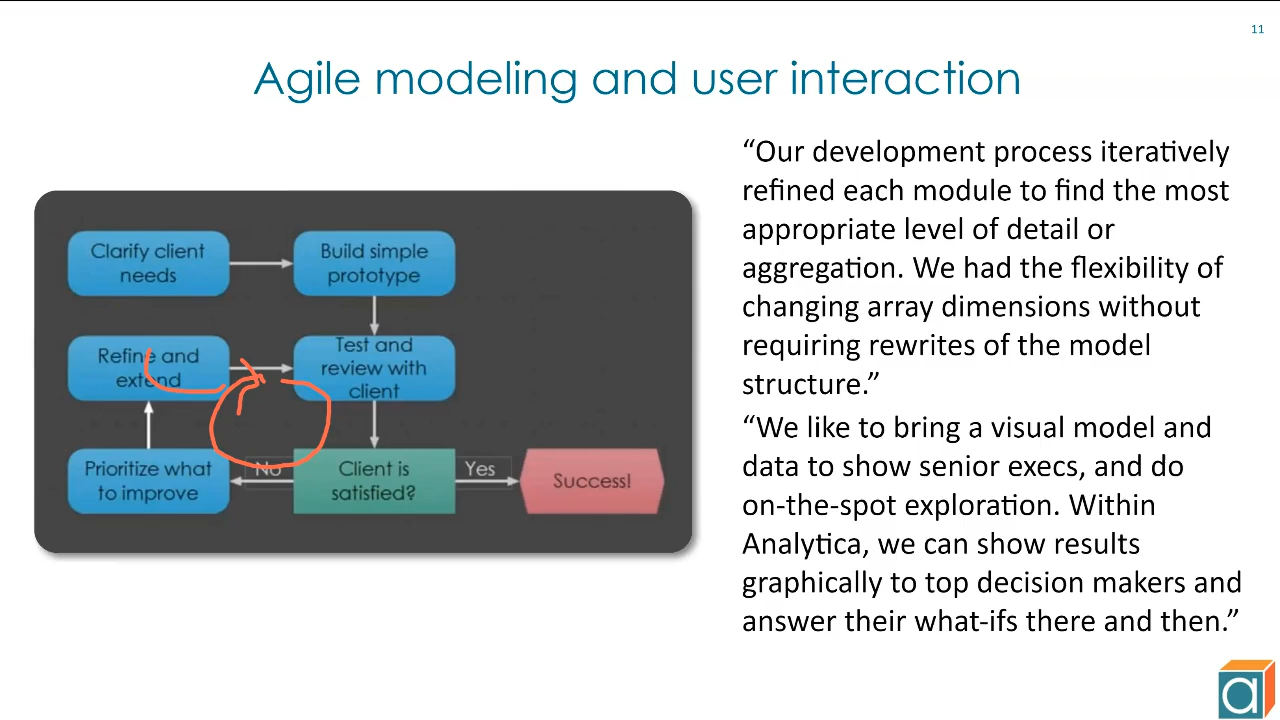 11
Agile modeling and user interaction
Clarify client
needs
Build simple
prototype
Refine and
extend
Test and
review with
client
Prioritize what
to improve
No
Client is
satisfied?
Yes
Success!
“Our development process iteratively
refined each module to find the most
appropriate level of detail or
aggregation. We had the flexibility of
changing array dimensions without
requiring rewrites of the model
structure.”
“We like to bring a visual model and
data to show senior execs, and do
on-the-spot exploration. Within
Analytica, we can show results
graphically to top decision makers and
answer their what-ifs there and then.”
a